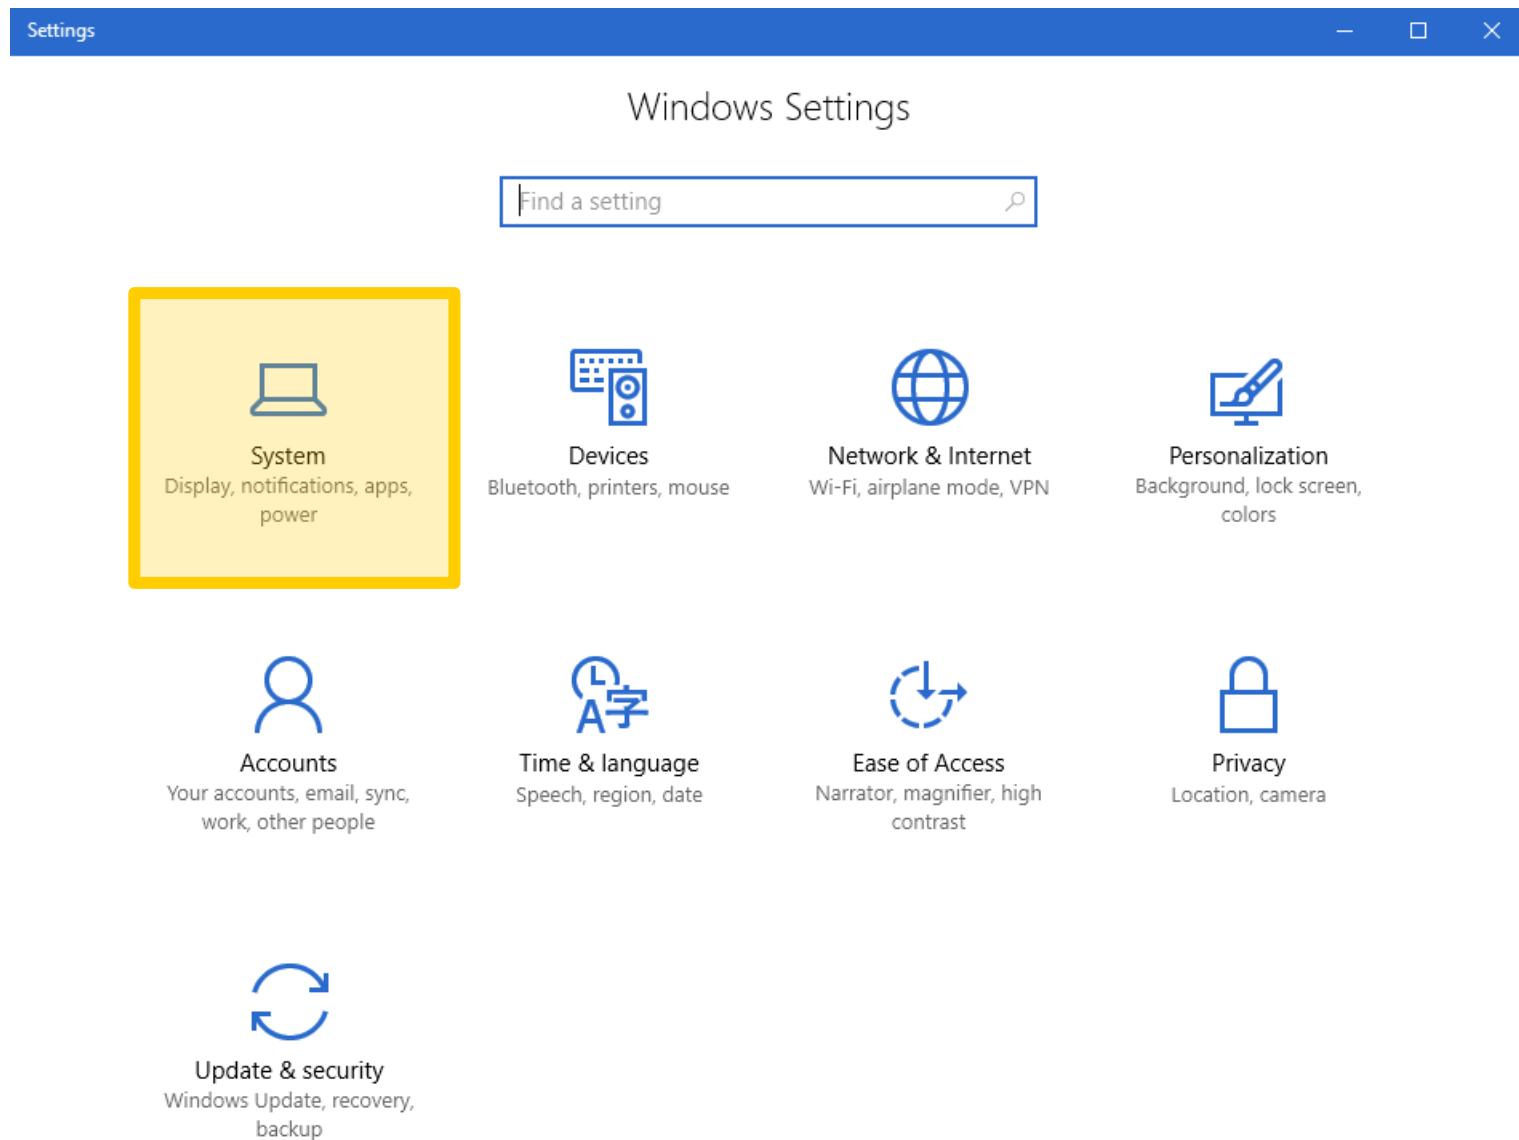 Settings
Windows Settings
Find a setting
System
Display, notifications, apps,
power
Devices
Bluetooth, printers, mouse
Network & Internet
Wi-Fi, airplane mode, VPN
Personalization
Background, lock screen,
colors
Accounts
Your accounts, email, sync,
work, other people
Time & language
Speech, region, date
Ease of Access
Narrator, magnifier, high
contrast
Privacy
Location, camera
Update & security
Windows Update, recovery,
backup